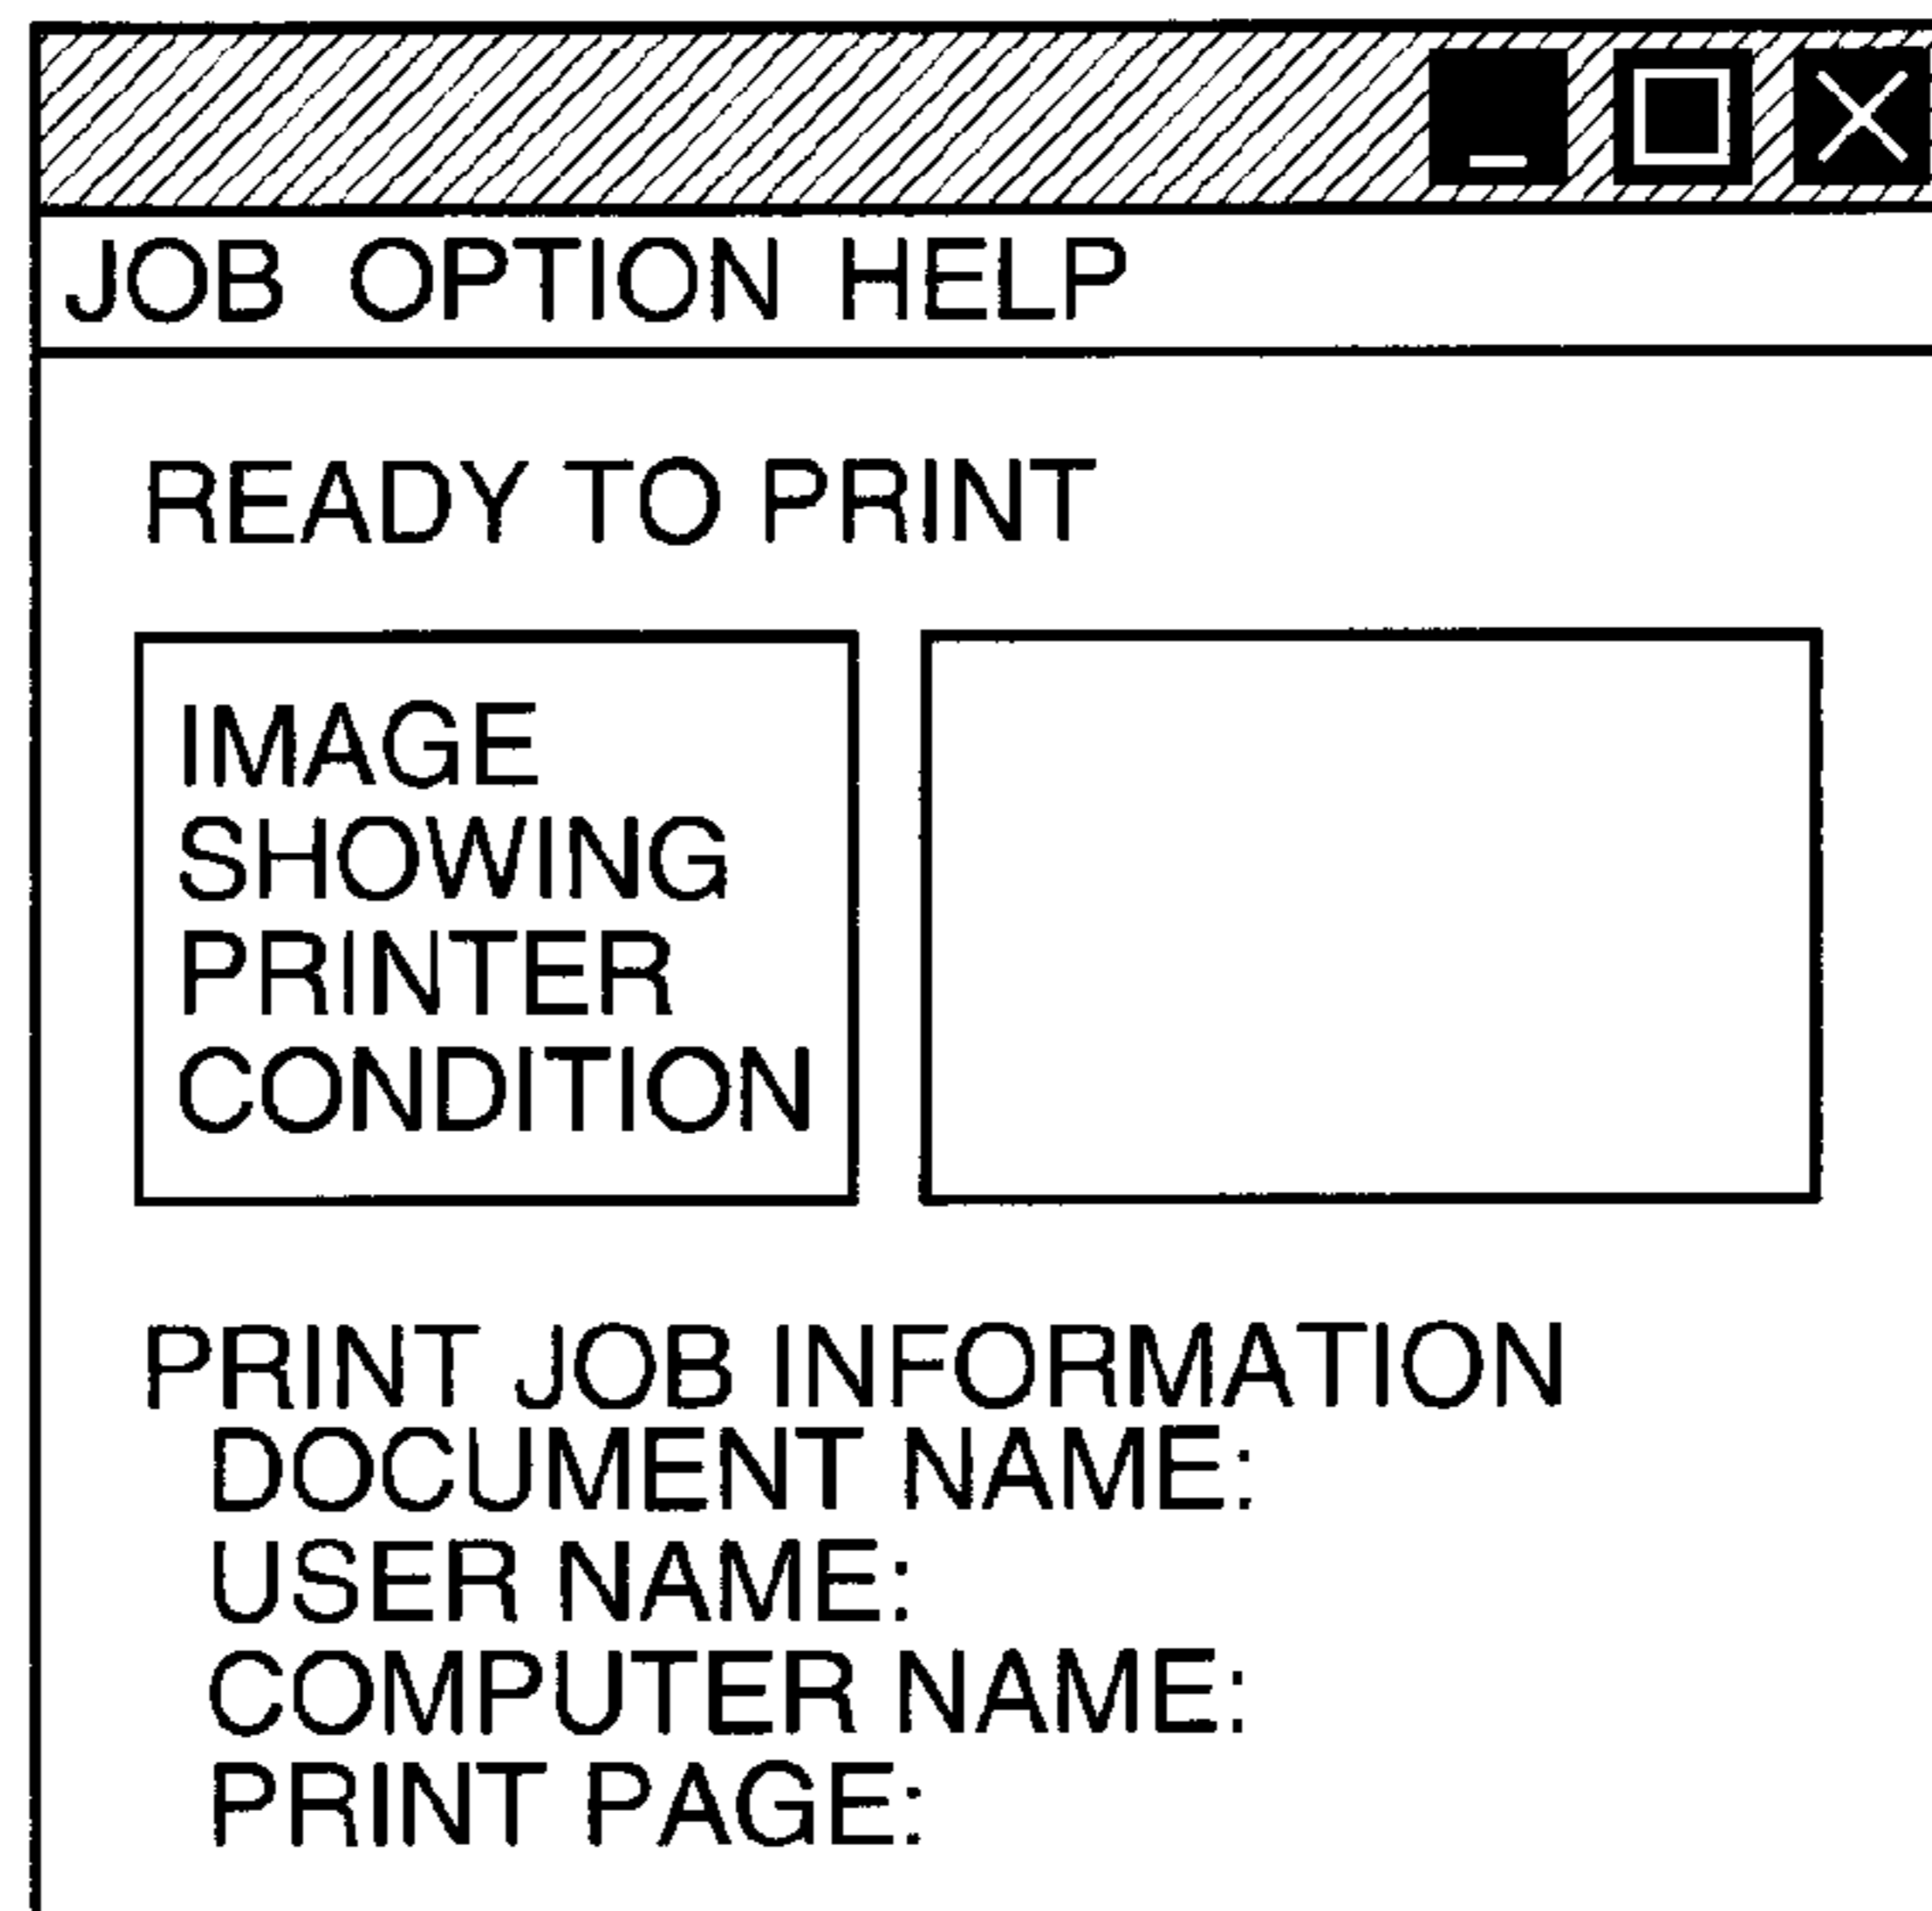 JOB OPTION HELP
READY TO PRINT
IMAGE
SHOWING
PRINTER
CONDITION
PRINT JOB INFORMATION
DOCUMENT NAME:
USER NAME:
COMPUTER NAME:
PRINT PAGE: